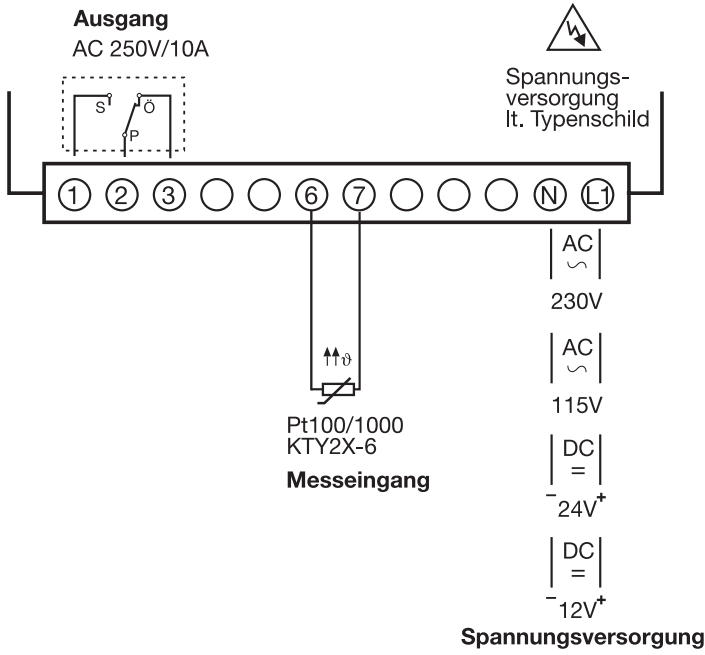 Ausgang
AC 250V/10A
Spannungs-
versorgung
lt. Typenschild
S Ö
P
1 2 3 6 7 N L1
AC
230V
AC
115V
ϑ
Pt100/1000
KTY2X-6
Messeingang
DC
=
− 24V +
DC
=
− 12V +
Spannungsversorgung